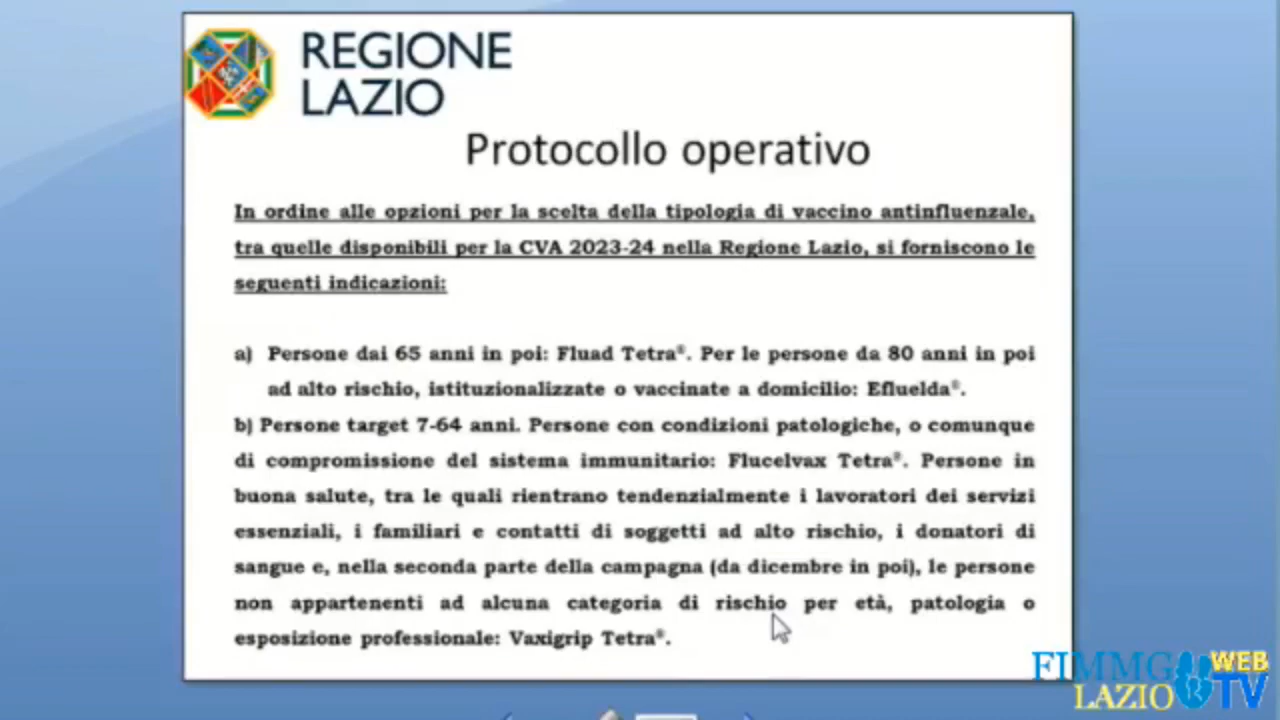 REGIONE
LAZIO
Protocollo operativo
In ordine alle opzioni per la scelta della tipologia di vaccino antinfluenzale,
tra quelle disponibili per la CVA 2023-24 nella Regione Lazio, si forniscono le
seguenti indicazioni:
a) Persone dai 65 anni in poi: Fluad Tetra®. Per le persone da 80 anni in poi
ad alto rischio, istituzionalizzate o vaccinate a domicilio: Efluelda®.
b) Persone target 7-64 anni. Persone con condizioni patologiche, o comunque
di compromissione del sistema immunitario: Flucelvax Tetra®. Persone in
buona salute, tra le quali rientrano tendenzialmente i lavoratori dei servizi
essenziali, i familiari e contatti di soggetti ad alto rischio, i donatori di
sangue e, nella seconda parte della campagna (da dicembre in poi), le persone
non appartenenti ad alcuna categoria di rischio per età, patologia o
esposizione professionale: Vaxigrip Tetra®.
FIMMG WEB
LAZIO TV